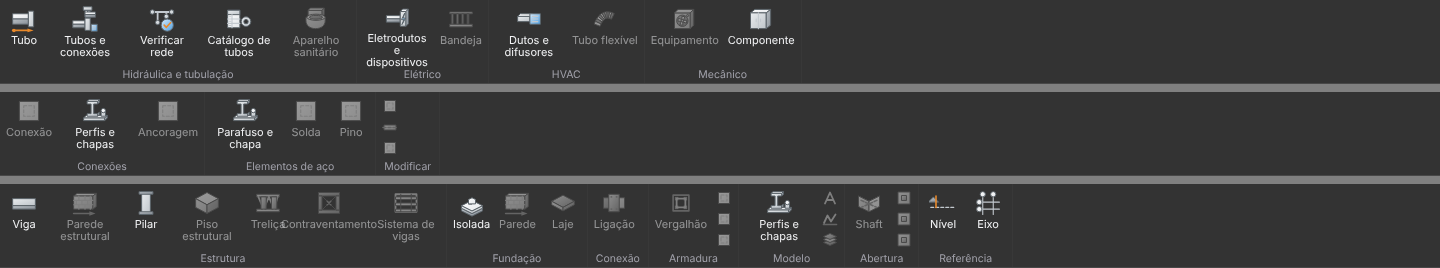 Tubo
Tubos e
conexões
Verificar
rede
Catálogo de
tubos
Aparelho
sanitário
Hidráulica e tubulação
Eletrodutos
e
dispositivos
Bandeja
Elétrico
Dutos e
difusores
Tubo flexível
HVAC
Equipamento
Componente
Mecânico
Conexão
Perfis e
chapas
Ancoragem
Conexões
Parafuso e
chapa
Solda
Pino
Elementos de aço
Modificar
Viga
Parede
estrutural
Pilar
Piso
estrutural
Treliça
Contraventamento
Sistema de
vigas
Estrutura
Isolada
Parede
Laje
Fundação
Ligação
Conexão
Vergalhão
Armadura
Perfis e
chapas
Modelo
Shaft
Abertura
Nível
Eixo
Referência